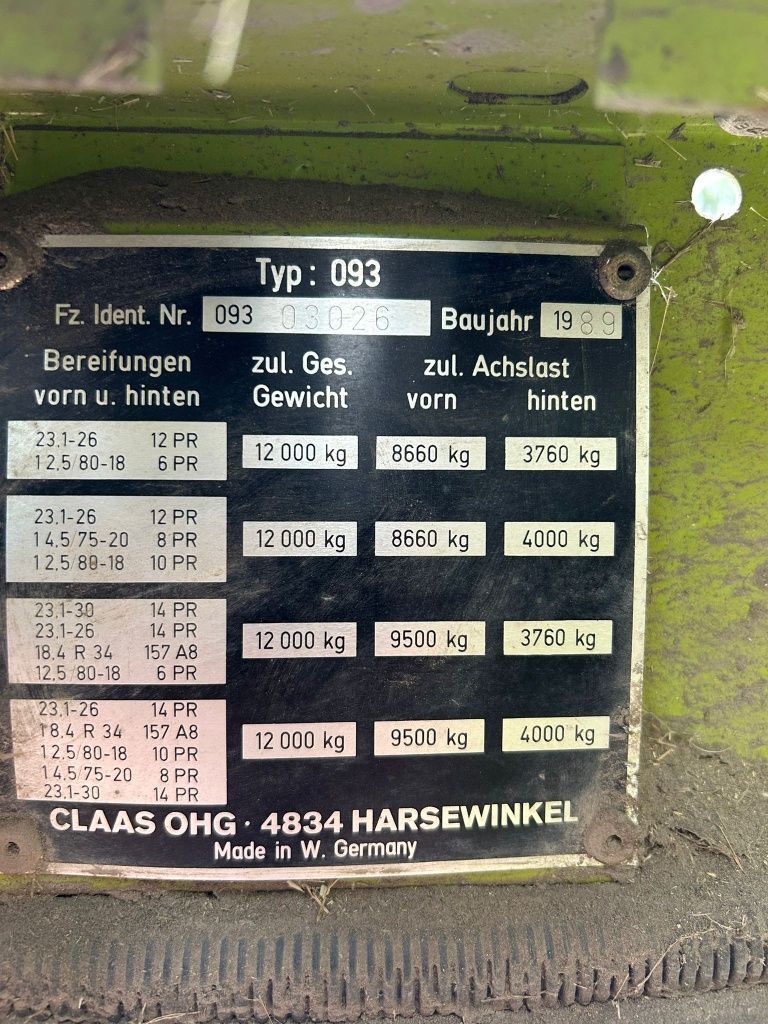 Typ: 093
Fz. Ident. Nr. 093 03026 Baujahr 1989
Bereifungen vorn u. hinten
zul. Ges. Gewicht
zul. Achslast
vorn hinten
23,1-26 12 PR
12,5/80-18 6 PR
12 000 kg 8660 kg 3760 kg
23,1-26 12 PR
14,5/75-20 8 PR
12,5/80-18 10 PR
12 000 kg 8660 kg 4000 kg
23,1-30 14 PR
23,1-26 14 PR
18,4 R 34 157 A8
12,5/80-18 6 PR
12 000 kg 9500 kg 3760 kg
23,1-26 14 PR
18,4 R 34 157 A8
12,5/80-18 10 PR
14,5/75-20 8 PR
23,1-30 14 PR
12 000 kg 9500 kg 4000 kg
CLAAS OHG · 4834 HARSEWINKEL
Made in W. Germany